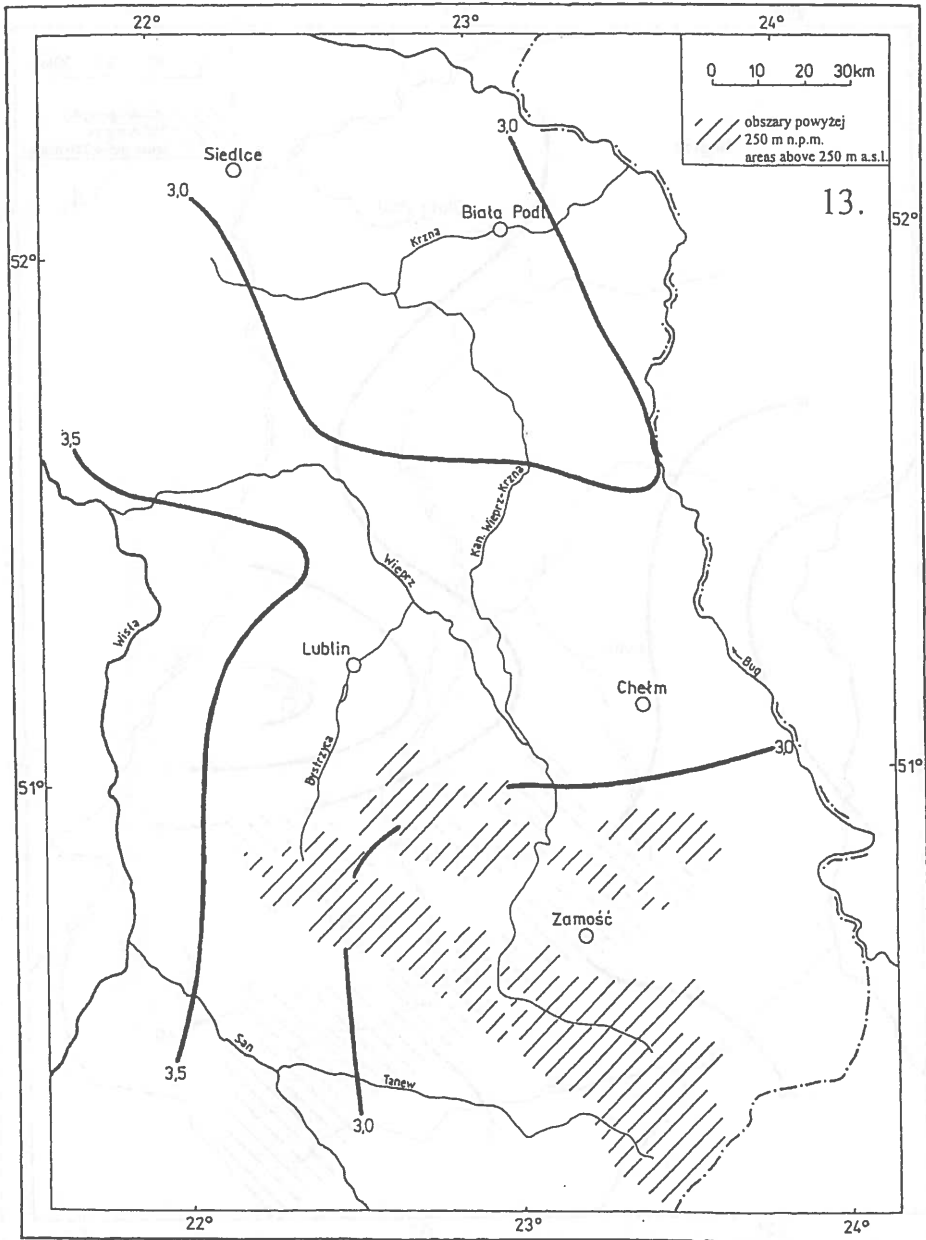 22°
23°
24°
0 10 20 30km
obszary powyżej
250 m n.p.m.
areas above 250 m a.s.l.
13.
3,0
Siedlce
3,0
Biała Podl.
Krzna
52°
52°
3,5
Kan. Wieprz-Krzna
Wieprz
Wisła
Lublin
Bug
Chełm
Bystrzyca
3,0
51°
51°
Zamość
San
3,5
Tanew
3,0
22°
23°
24°